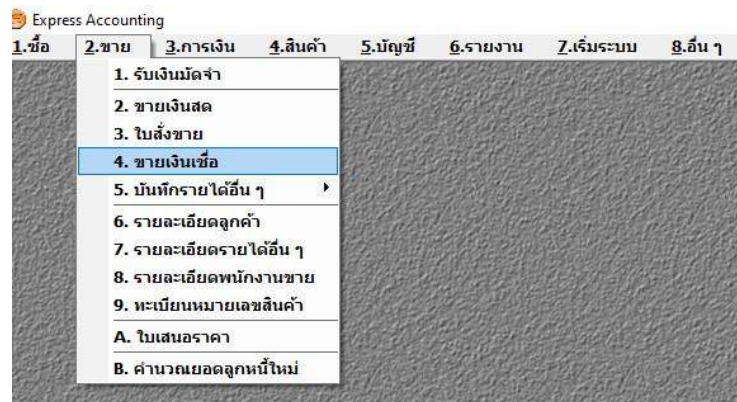 Express Accounting
1.ซื้อ 2.ขาย 3.การเงิน 4.สินค้า 5.บัญชี 6.รายงาน 7.เริ่มระบบ 8.อื่น ๆ
1. รับเงินมัดจำ
2. ขายเงินสด
3. ใบสั่งขาย
4. ขายเงินเชื่อ
5. บันทึกรายได้อื่น ๆ
6. รายละเอียดลูกค้า
7. รายละเอียดรายได้อื่น ๆ
8. รายละเอียดพนักงานขาย
9. ทะเบียนหมายเลขสินค้า
A. ใบเสนอราคา
B. คำนวณยอดลูกหนี้ใหม่